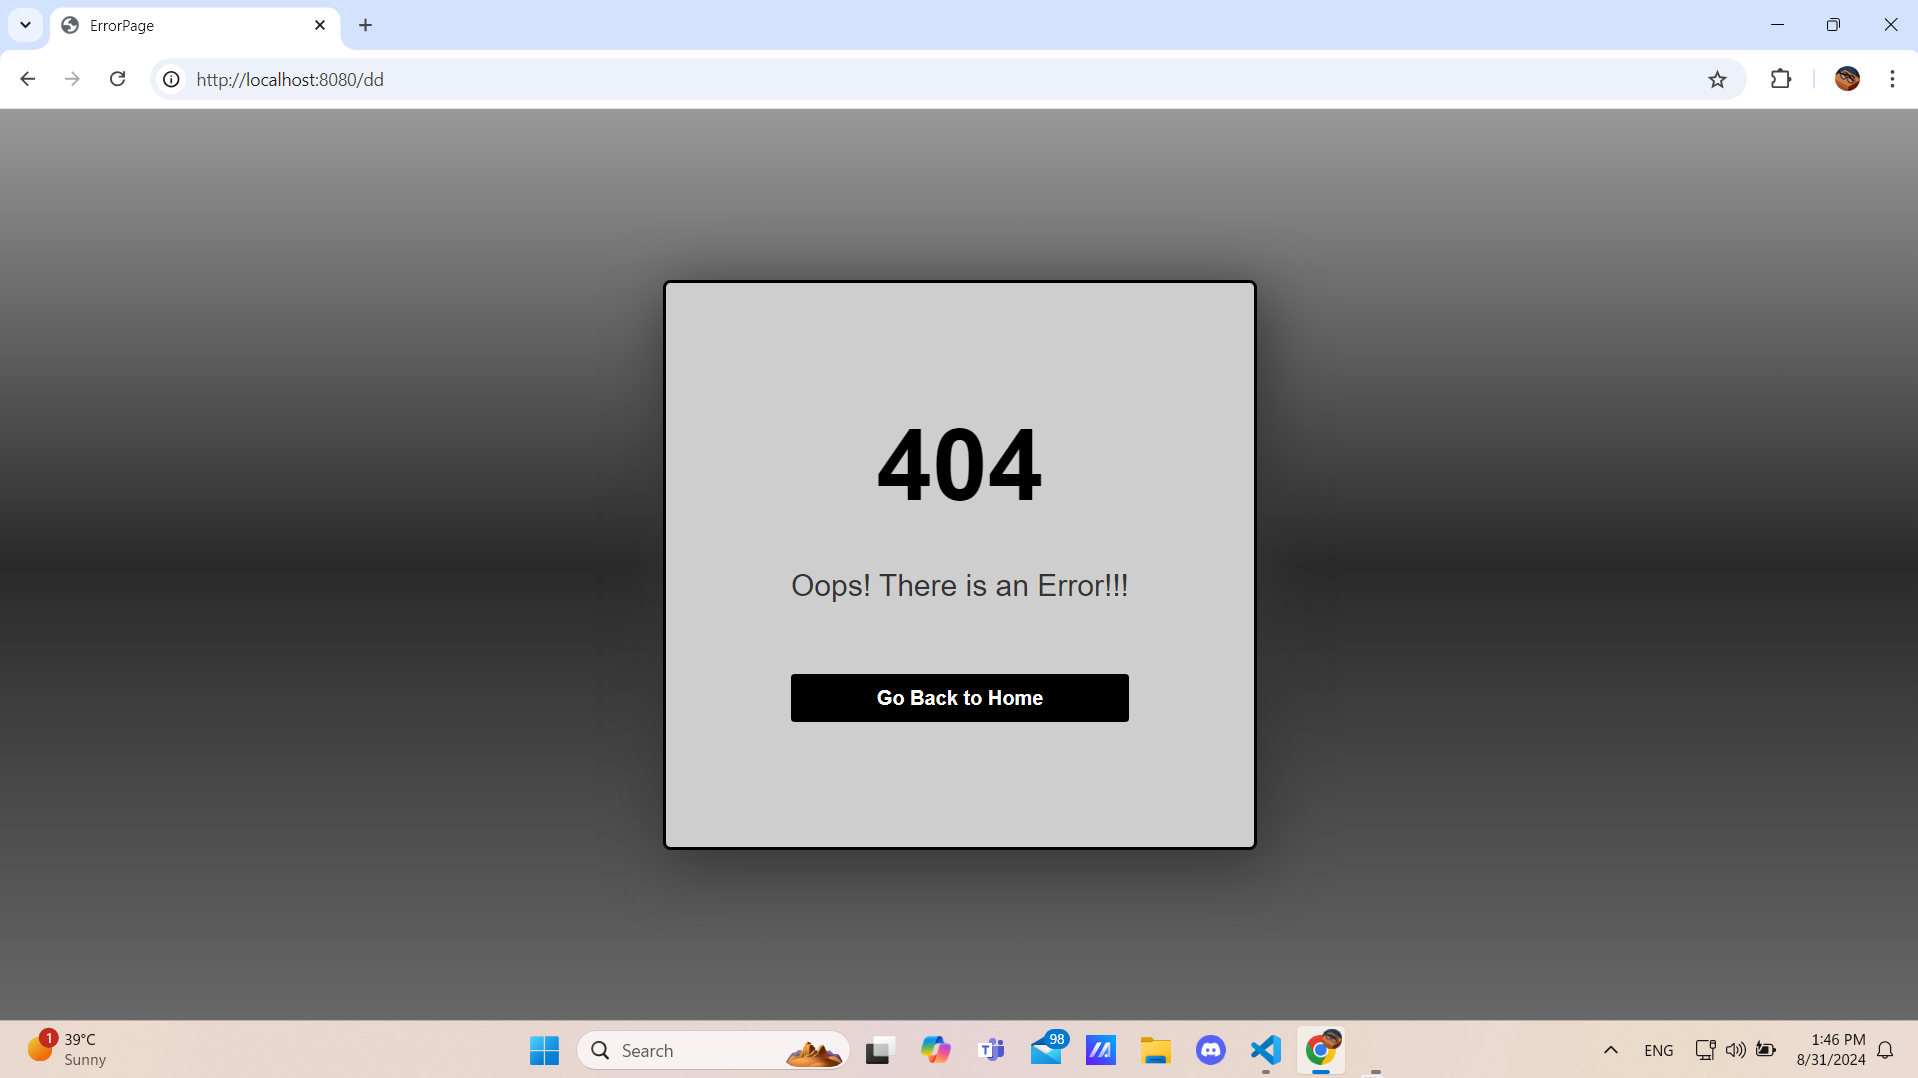 ErrorPage
http://localhost:8080/dd
404
Oops! There is an Error!!!
Go Back to Home
1
39°C
Sunny
Search
98
ENG
1:46 PM
8/31/2024